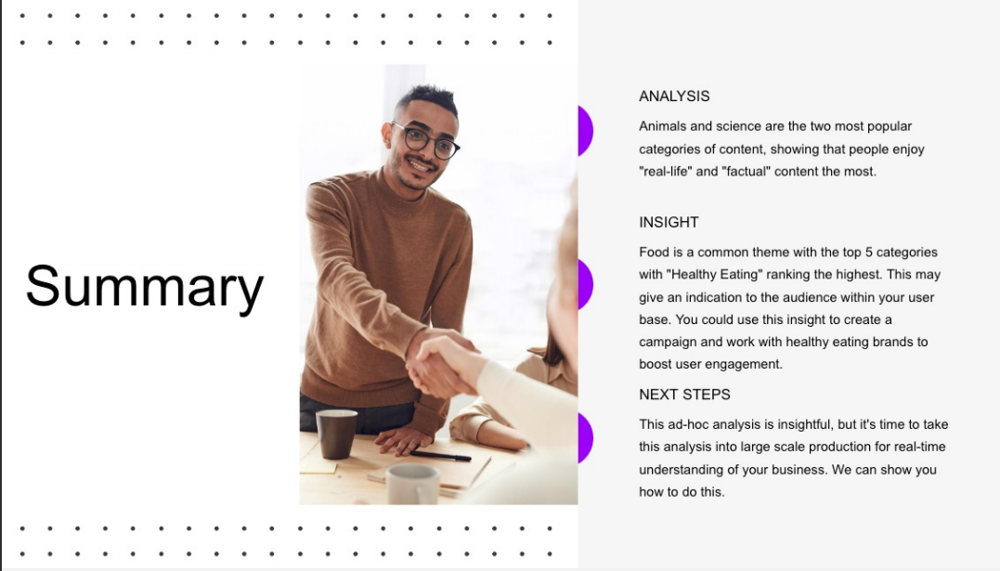 Summary
ANALYSIS
Animals and science are the two most popular
categories of content, showing that people enjoy
"real-life" and "factual" content the most.
INSIGHT
Food is a common theme with the top 5 categories
with "Healthy Eating" ranking the highest. This may
give an indication to the audience within your user
base. You could use this insight to create a
campaign and work with healthy eating brands to
boost user engagement.
NEXT STEPS
This ad-hoc analysis is insightful, but it's time to take
this analysis into large scale production for real-time
understanding of your business. We can show you
how to do this.